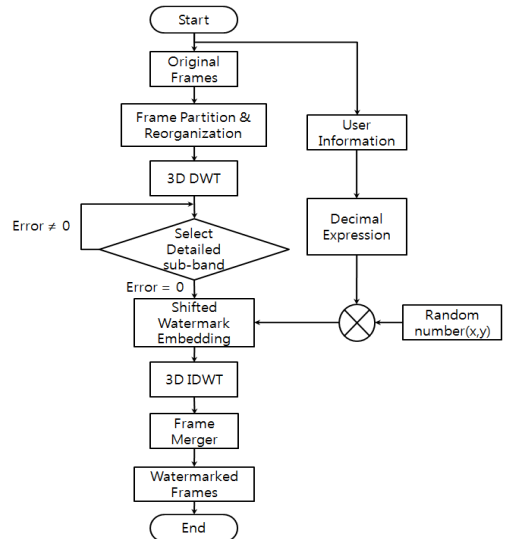 Start
Original
Frames
Frame Partition &
Reorganization
User
Information
3D DWT
Error ≠ 0
Select
Detailed
sub-band
Decimal
Expression
Error = 0
Shifted
Watermark
Embedding
Random
number(x,y)
3D IDWT
Frame
Merger
Watermarked
Frames
End